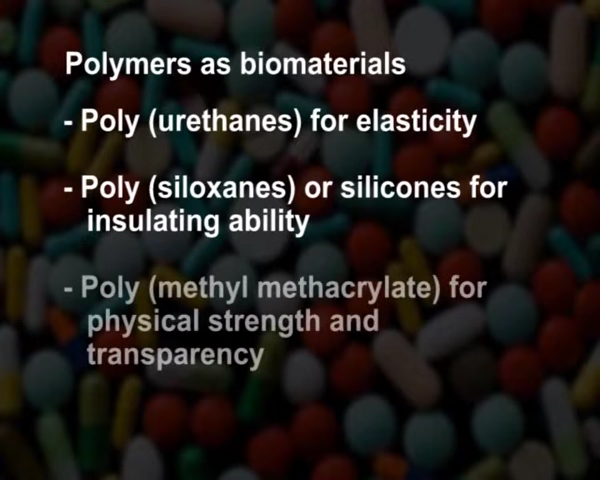 Polymers as biomaterials
- Poly (urethanes) for elasticity
- Poly (siloxanes) or silicones for
insulating ability
- Poly (methyl methacrylate) for
physical strength and
transparency